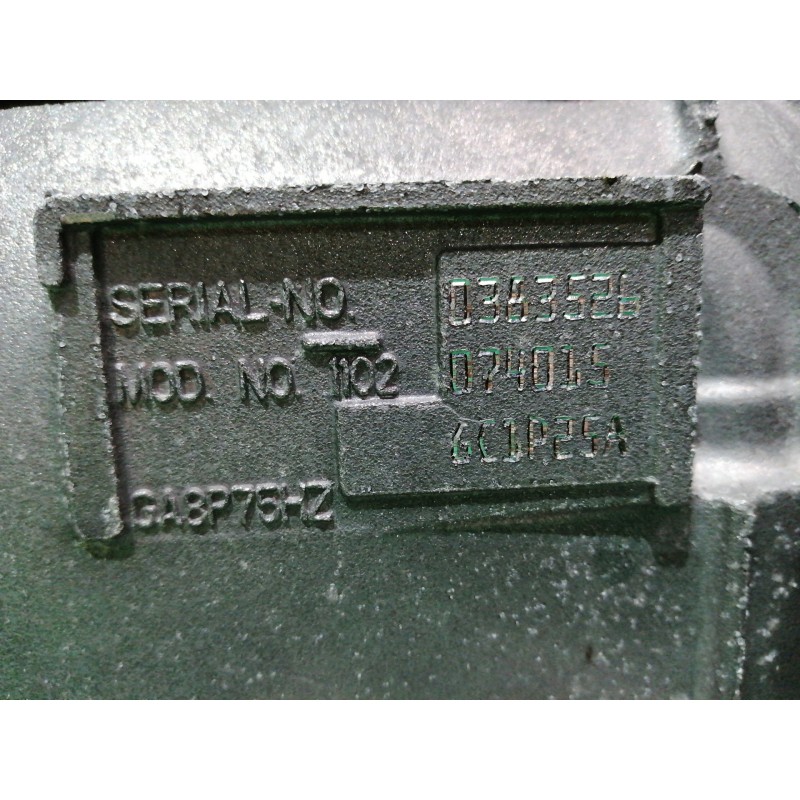 SERIAL-NO. 0363526
MOD. NO. 1102 074015
6C1P25A
GA8P75HZ